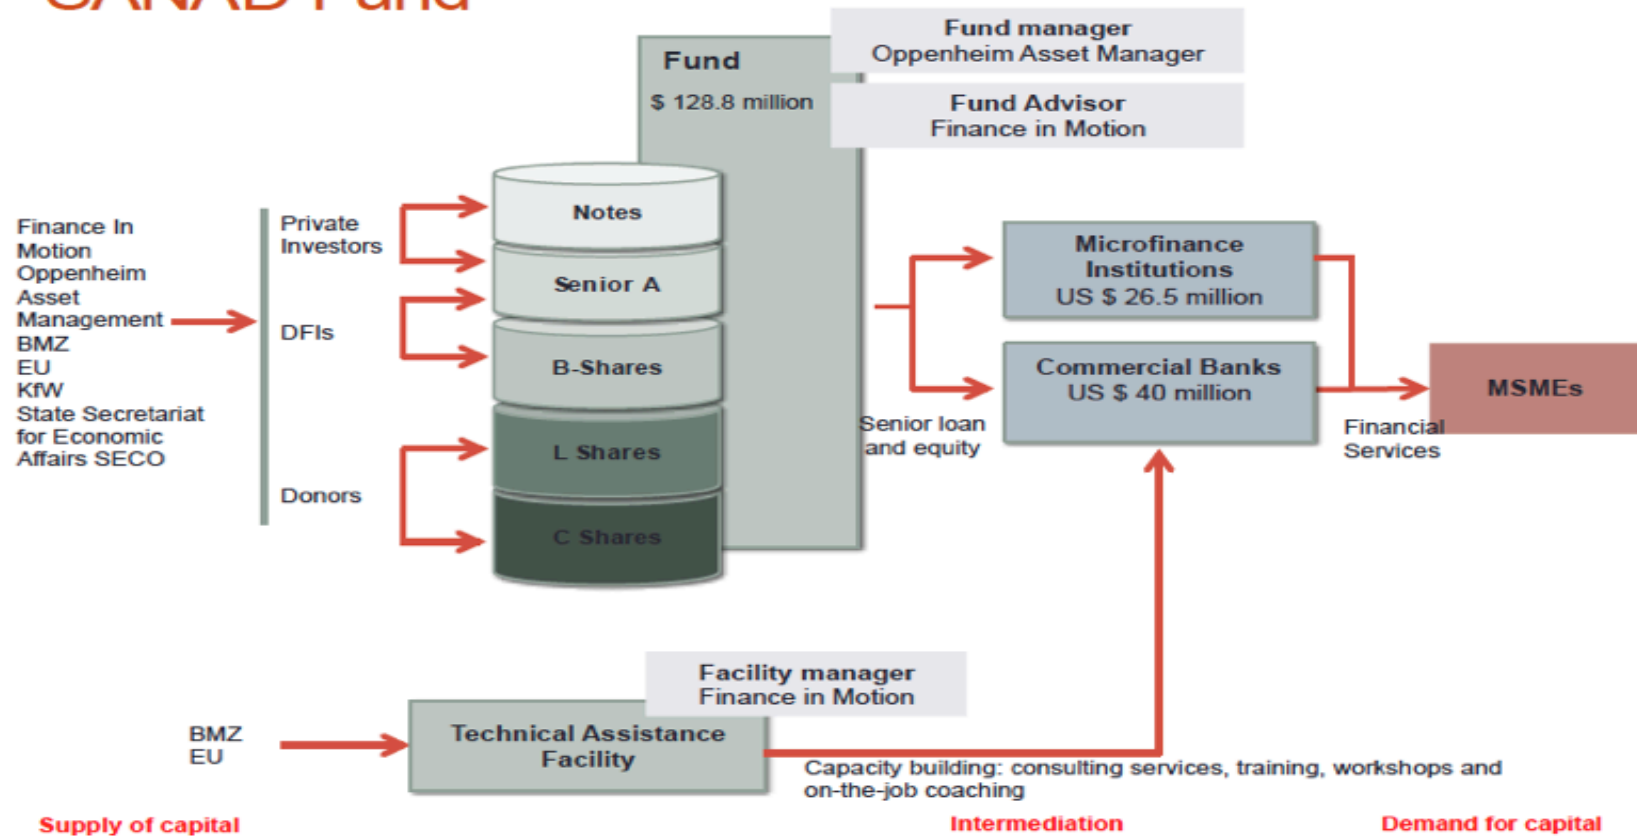 SANAD Fund
Fund manager
Oppenheim Asset Manager
Fund
$ 128.8 million
Fund Advisor
Finance in Motion
Finance In
Motion
Oppenheim
Asset
Management
BMZ
EU
KfW
State Secretariat
for Economic
Affairs SECO
Private
Investors
DFIs
Donors
Notes
Senior A
B-Shares
L Shares
C Shares
Senior loan
and equity
Microfinance
Institutions
US $ 26.5 million
Commercial Banks
US $ 40 million
Financial
Services
MSMEs
Facility manager
Finance in Motion
BMZ
EU
Technical Assistance
Facility
Capacity building: consulting services, training, workshops and
on-the-job coaching
Supply of capital
Intermediation
Demand for capital